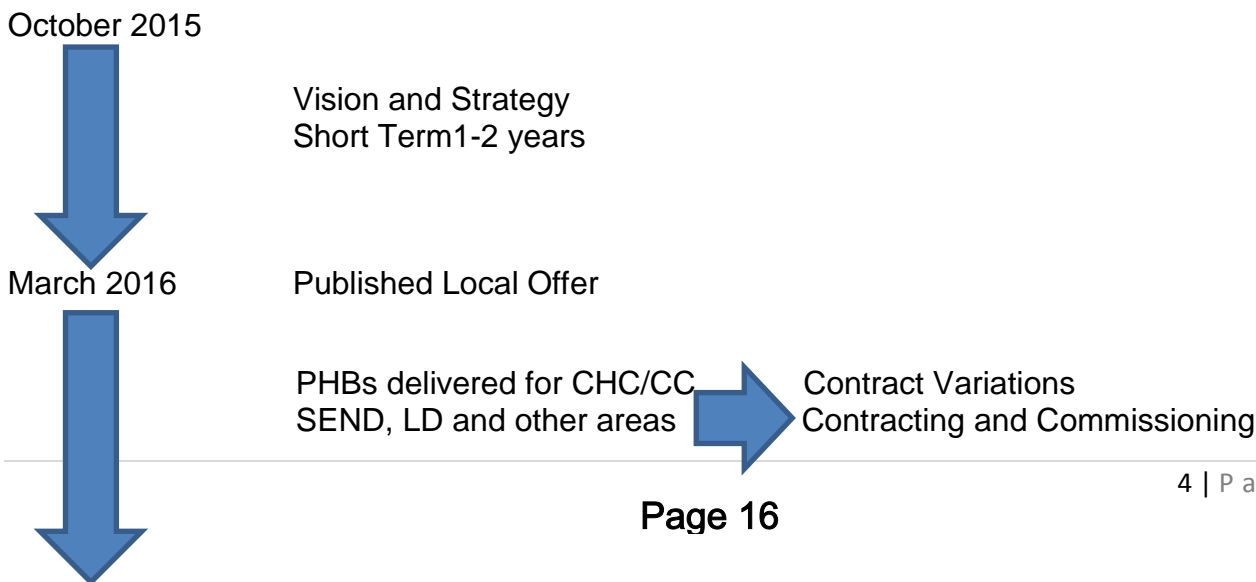 October 2015
Vision and Strategy
Short Term1-2 years
March 2016 Published Local Offer
PHBs delivered for CHC/CC Contract Variations
SEND, LD and other areas Contracting and Commissioning
4 | P a
Page 16